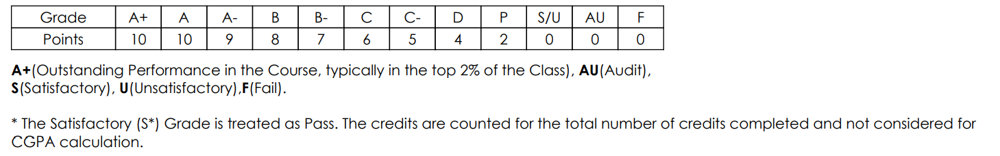 Grade A+ A A- B B- C C- D P S/U AU F
Points 10 10 9 8 7 6 5 4 2 0 0 0
A+(Outstanding Performance in the Course, typically in the top 2% of the Class), AU(Audit),
S(Satisfactory), U(Unsatisfactory),F(Fail).
* The Satisfactory (S*) Grade is treated as Pass. The credits are counted for the total number of credits completed and not considered for
CGPA calculation.